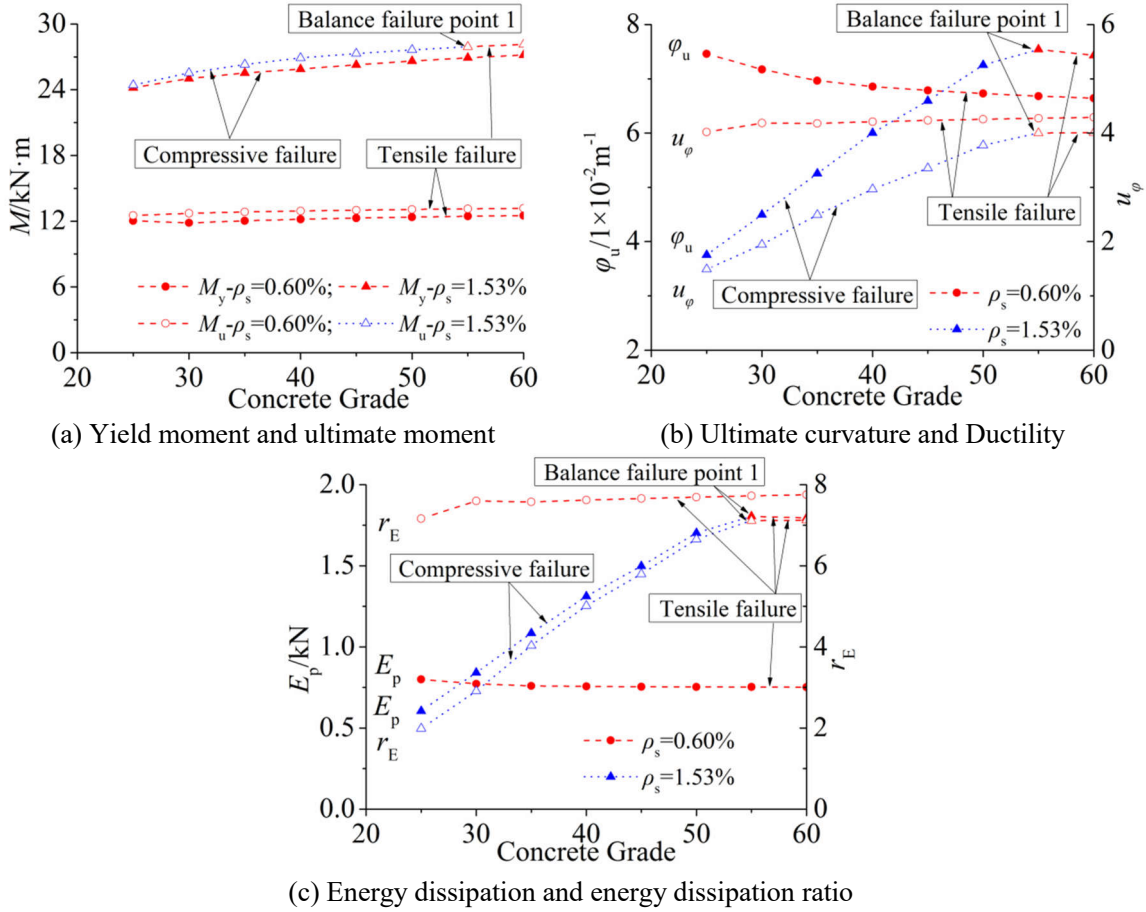 Balance failure point 1
30
24
18
12
6
0
M/kN·m
Compressive failure
Tensile failure
M_y-ρ_s=0.60%; M_y-ρ_s=1.53%
M_u-ρ_s=0.60%; M_u-ρ_s=1.53%
20 30 40 50 60
Concrete Grade
(a) Yield moment and ultimate moment
Balance failure point 1
8
6
4
2
φ_u/1×10⁻²m⁻¹
φ_u
u_φ
φ_u
u_φ
Tensile failure
Compressive failure
ρ_s=0.60%
ρ_s=1.53%
6
4
2
0
u_φ
20 30 40 50 60
Concrete Grade
(b) Ultimate curvature and Ductility
Balance failure point 1
2.0
1.5
1.0
0.5
0.0
E_p/kN
r_E
Compressive failure
Tensile failure
E_p
E_p
r_E
ρ_s=0.60%
ρ_s=1.53%
8
6
4
2
0
r_E
20 30 40 50 60
Concrete Grade
(c) Energy dissipation and energy dissipation ratio